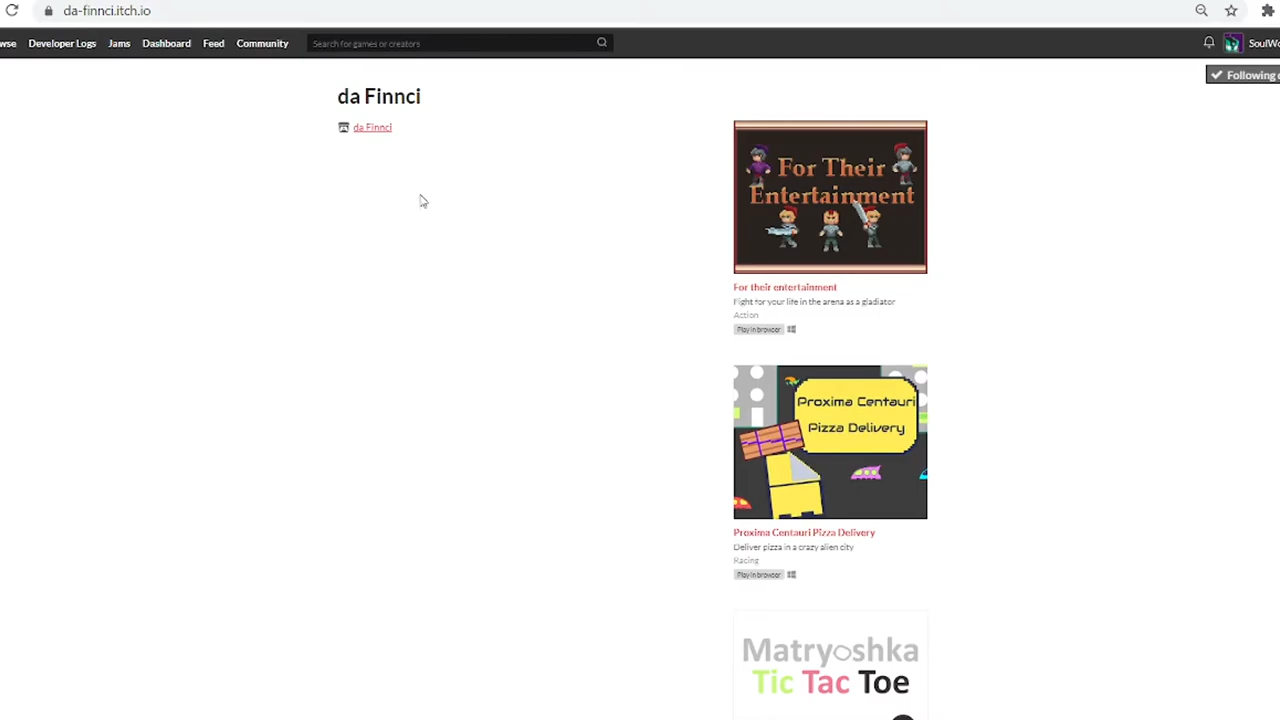 da-finnci.itch.io
wse Developer Logs Jams Dashboard Feed Community Search for games or creators SoulWo
Following
da Finnci
da Finnci
For Their
Entertainment
For their entertainment
Fight for your life in the arena as a gladiator
Action
Play in browser
Proxima Centauri
Pizza Delivery
Proxima Centauri Pizza Delivery
Deliver pizza in a crazy alien city
Racing
Play in browser
Matryoshka
Tic Tac Toe